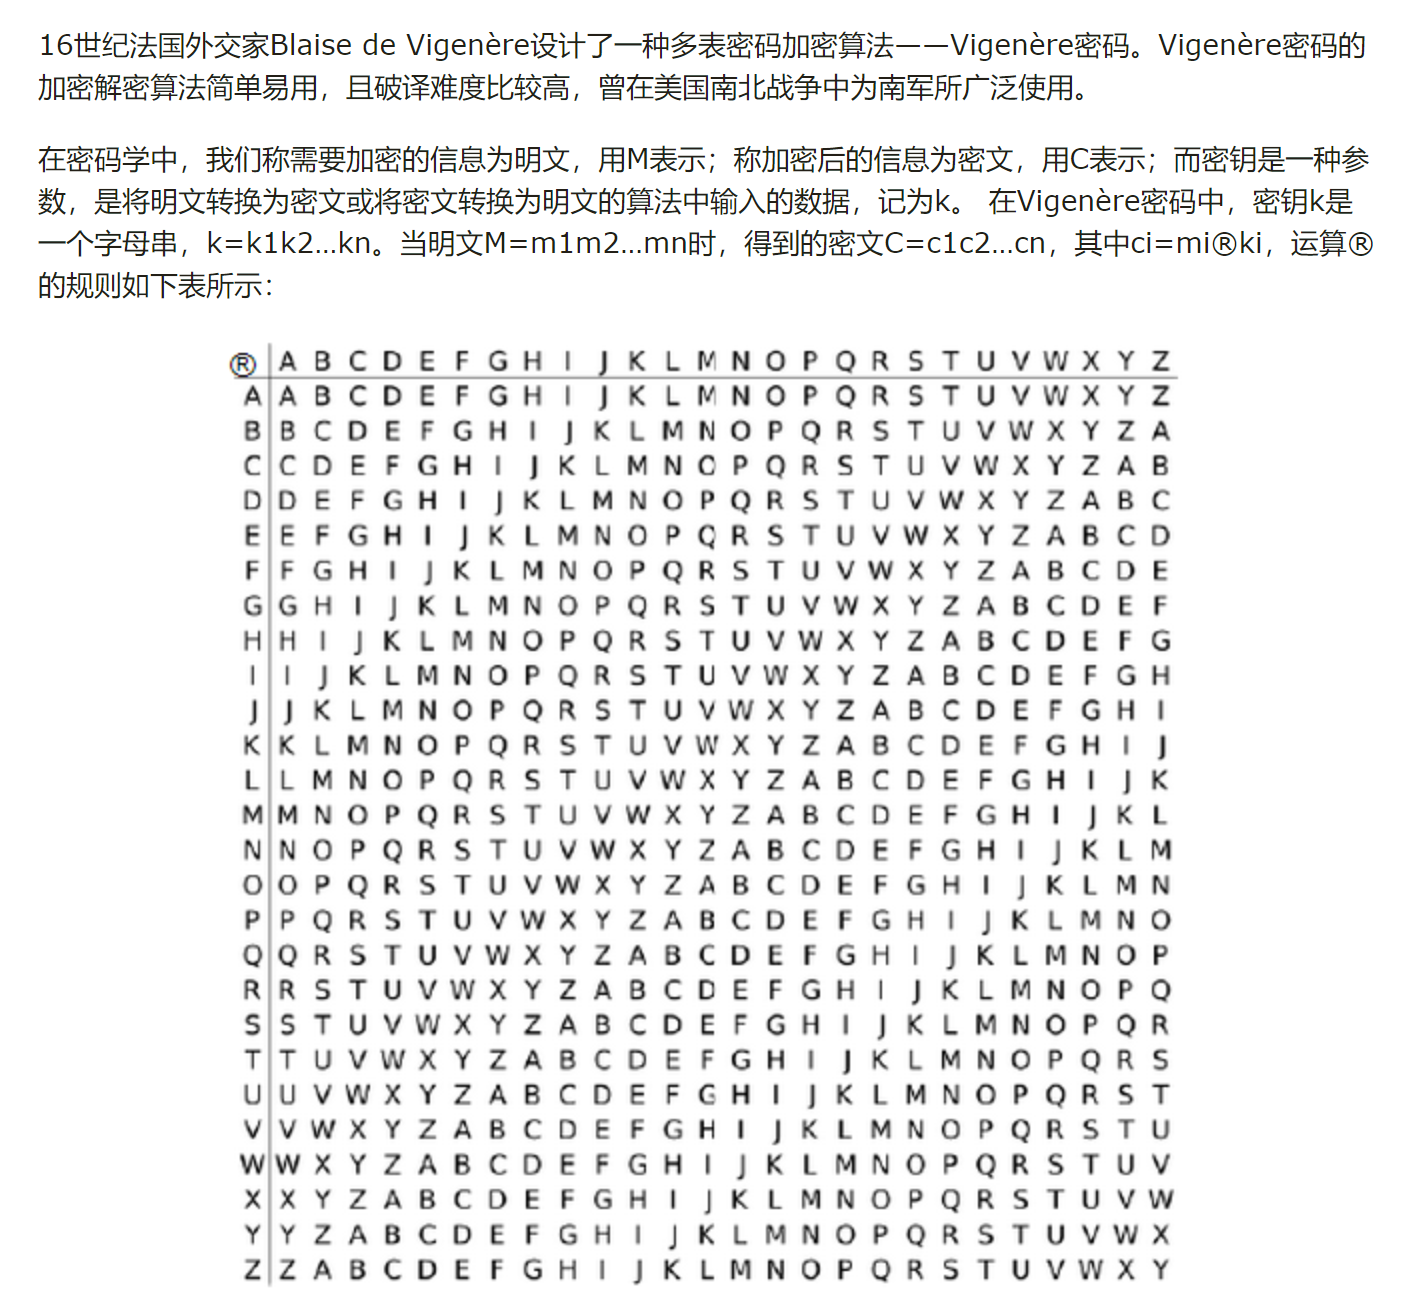 16世纪法国外交家Blaise de Vigenère设计了一种多表密码加密算法——Vigenère密码。Vigenère密码的
加密解密算法简单易用，且破译难度比较高，曾在美国南北战争中为南军所广泛使用。
在密码学中，我们称需要加密的信息为明文，用M表示；称加密后的信息为密文，用C表示；而密钥是一种参
数，是将明文转换为密文或将密文转换为明文的算法中输入的数据，记为k。 在Vigenère密码中，密钥k是
一个字母串，k=k1k2…kn。当明文M=m1m2…mn时，得到的密文C=c1c2…cn，其中ci=mi®ki，运算®
的规则如下表所示：
® A B C D E F G H I J K L M N O P Q R S T U V W X Y Z
A A B C D E F G H I J K L M N O P Q R S T U V W X Y Z
B B C D E F G H I J K L M N O P Q R S T U V W X Y Z A
C C D E F G H I J K L M N O P Q R S T U V W X Y Z A B
D D E F G H I J K L M N O P Q R S T U V W X Y Z A B C
E E F G H I J K L M N O P Q R S T U V W X Y Z A B C D
F F G H I J K L M N O P Q R S T U V W X Y Z A B C D E
G G H I J K L M N O P Q R S T U V W X Y Z A B C D E F
H H I J K L M N O P Q R S T U V W X Y Z A B C D E F G
I I J K L M N O P Q R S T U V W X Y Z A B C D E F G H
J J K L M N O P Q R S T U V W X Y Z A B C D E F G H I
K K L M N O P Q R S T U V W X Y Z A B C D E F G H I J
L L M N O P Q R S T U V W X Y Z A B C D E F G H I J K
M M N O P Q R S T U V W X Y Z A B C D E F G H I J K L
N N O P Q R S T U V W X Y Z A B C D E F G H I J K L M
O O P Q R S T U V W X Y Z A B C D E F G H I J K L M N
P P Q R S T U V W X Y Z A B C D E F G H I J K L M N O
Q Q R S T U V W X Y Z A B C D E F G H I J K L M N O P
R R S T U V W X Y Z A B C D E F G H I J K L M N O P Q
S S T U V W X Y Z A B C D E F G H I J K L M N O P Q R
T T U V W X Y Z A B C D E F G H I J K L M N O P Q R S
U U V W X Y Z A B C D E F G H I J K L M N O P Q R S T
V V W X Y Z A B C D E F G H I J K L M N O P Q R S T U
W W X Y Z A B C D E F G H I J K L M N O P Q R S T U V
X X Y Z A B C D E F G H I J K L M N O P Q R S T U V W
Y Y Z A B C D E F G H I J K L M N O P Q R S T U V W X
Z Z A B C D E F G H I J K L M N O P Q R S T U V W X Y